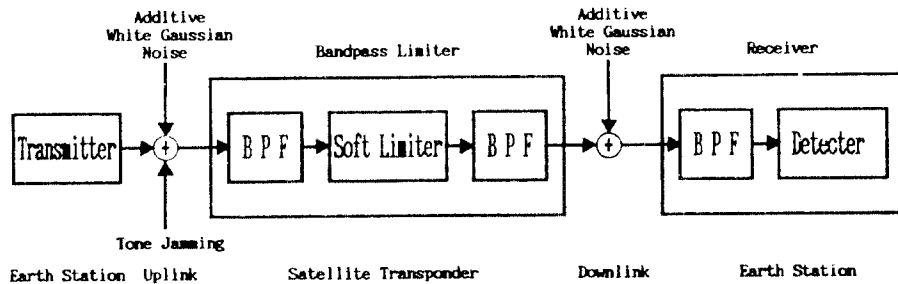 Additive
White Gaussian
Noise
Bandpass Limiter
Additive
White Gaussian
Noise
Receiver
Transmitter
+
B P F
Soft Limiter
B P F
+
B P F
Detecter
Tone Jamming
Earth Station
Uplink
Satellite Transponder
Downlink
Earth Station